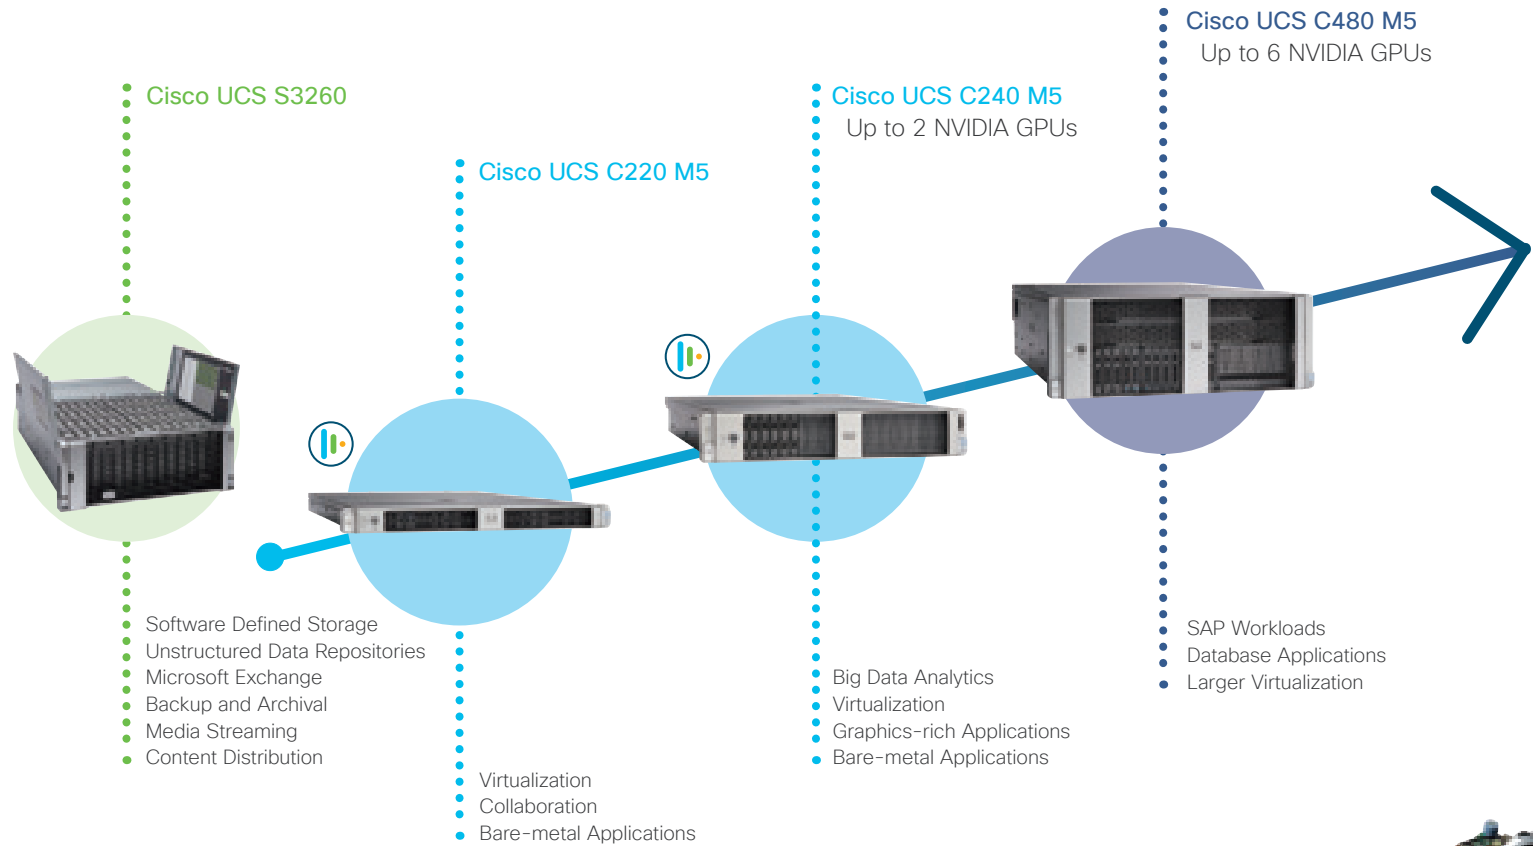 Cisco UCS S3260
Software Defined Storage
Unstructured Data Repositories
Microsoft Exchange
Backup and Archival
Media Streaming
Content Distribution
Cisco UCS C220 M5
Virtualization
Collaboration
Bare-metal Applications
Cisco UCS C240 M5
Up to 2 NVIDIA GPUs
Big Data Analytics
Virtualization
Graphics-rich Applications
Bare-metal Applications
Cisco UCS C480 M5
Up to 6 NVIDIA GPUs
SAP Workloads
Database Applications
Larger Virtualization